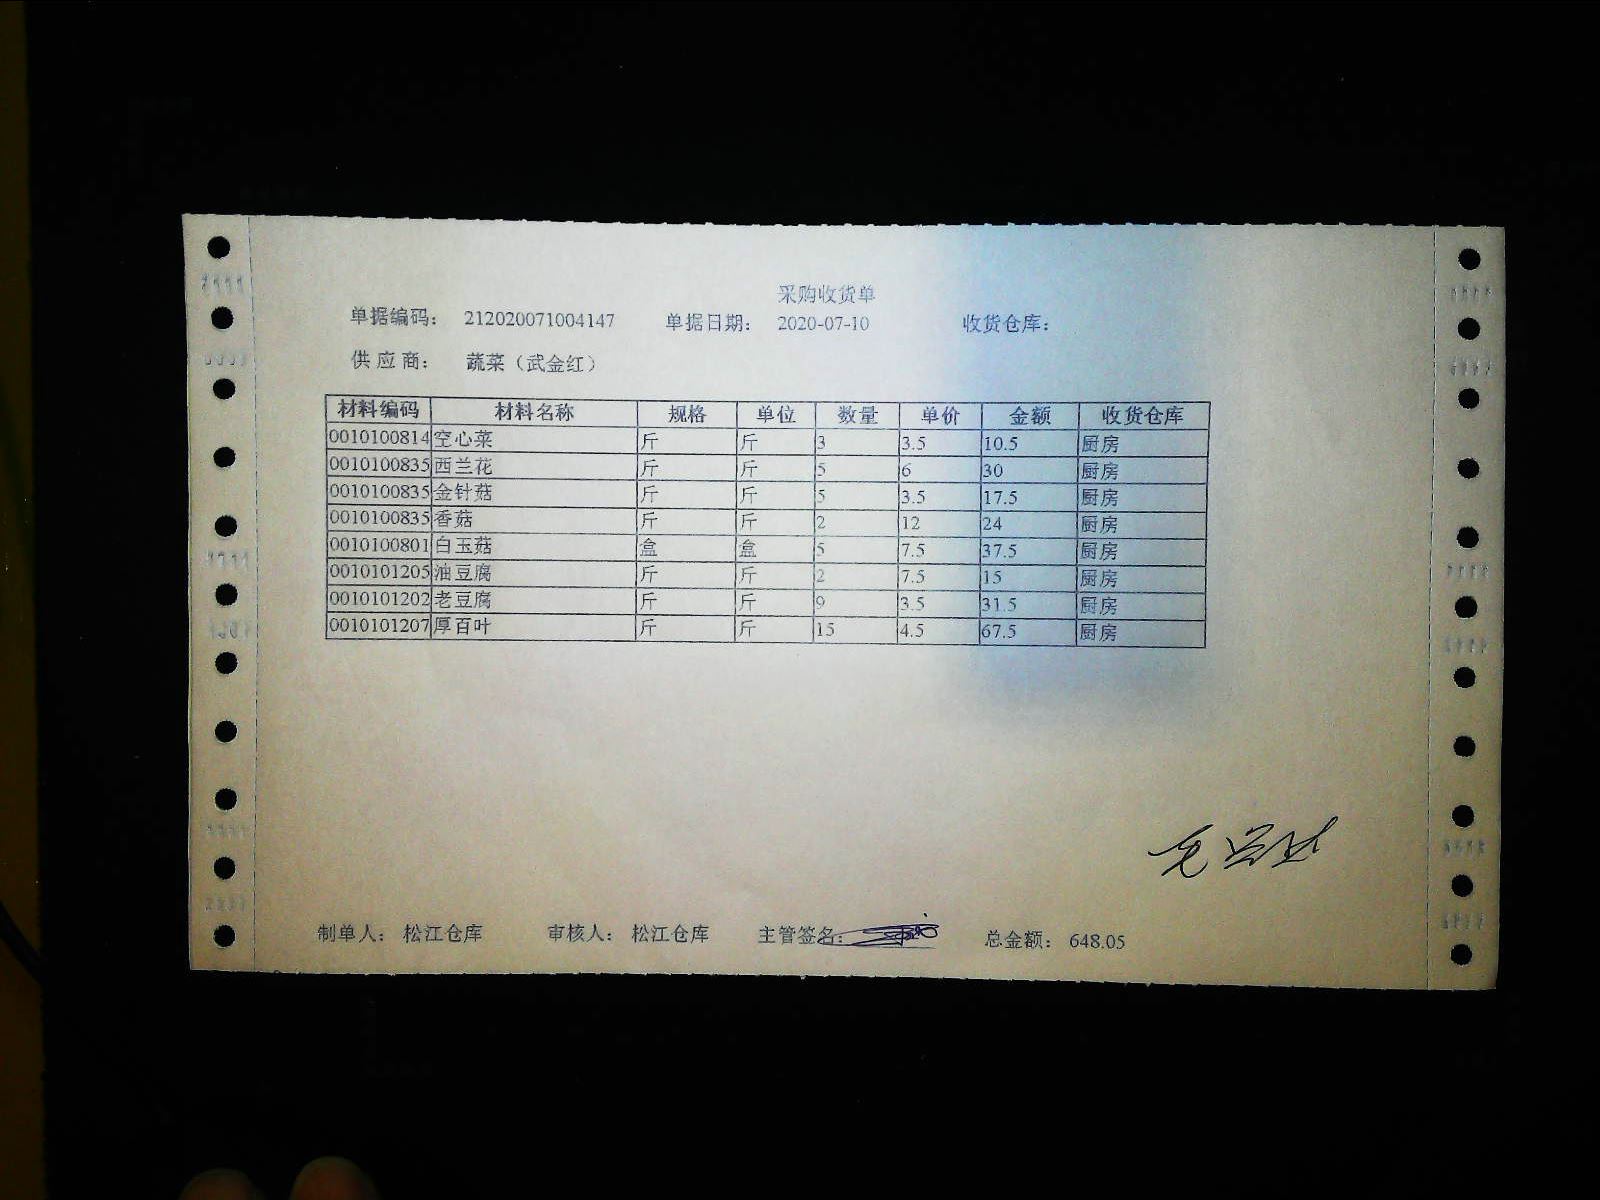 采购收货单
单据编码： 212020071004147 单据日期： 2020-07-10 收货仓库：
供应商： 蔬菜（武金红）
材料编码 材料名称 规格 单位 数量 单价 金额 收货仓库
0010100814 空心菜 斤 斤 3 3.5 10.5 厨房
0010100835 西兰花 斤 斤 5 6 30 厨房
0010100835 金针菇 斤 斤 5 3.5 17.5 厨房
0010100835 香菇 斤 斤 2 12 24 厨房
0010100801 白玉菇 盒 盒 5 7.5 37.5 厨房
0010101205 油豆腐 斤 斤 2 7.5 15 厨房
0010101202 老豆腐 斤 斤 9 3.5 31.5 厨房
0010101207 厚百叶 斤 斤 15 4.5 67.5 厨房
制单人： 松江仓库 审核人： 松江仓库 主管签名： 总金额： 648.05